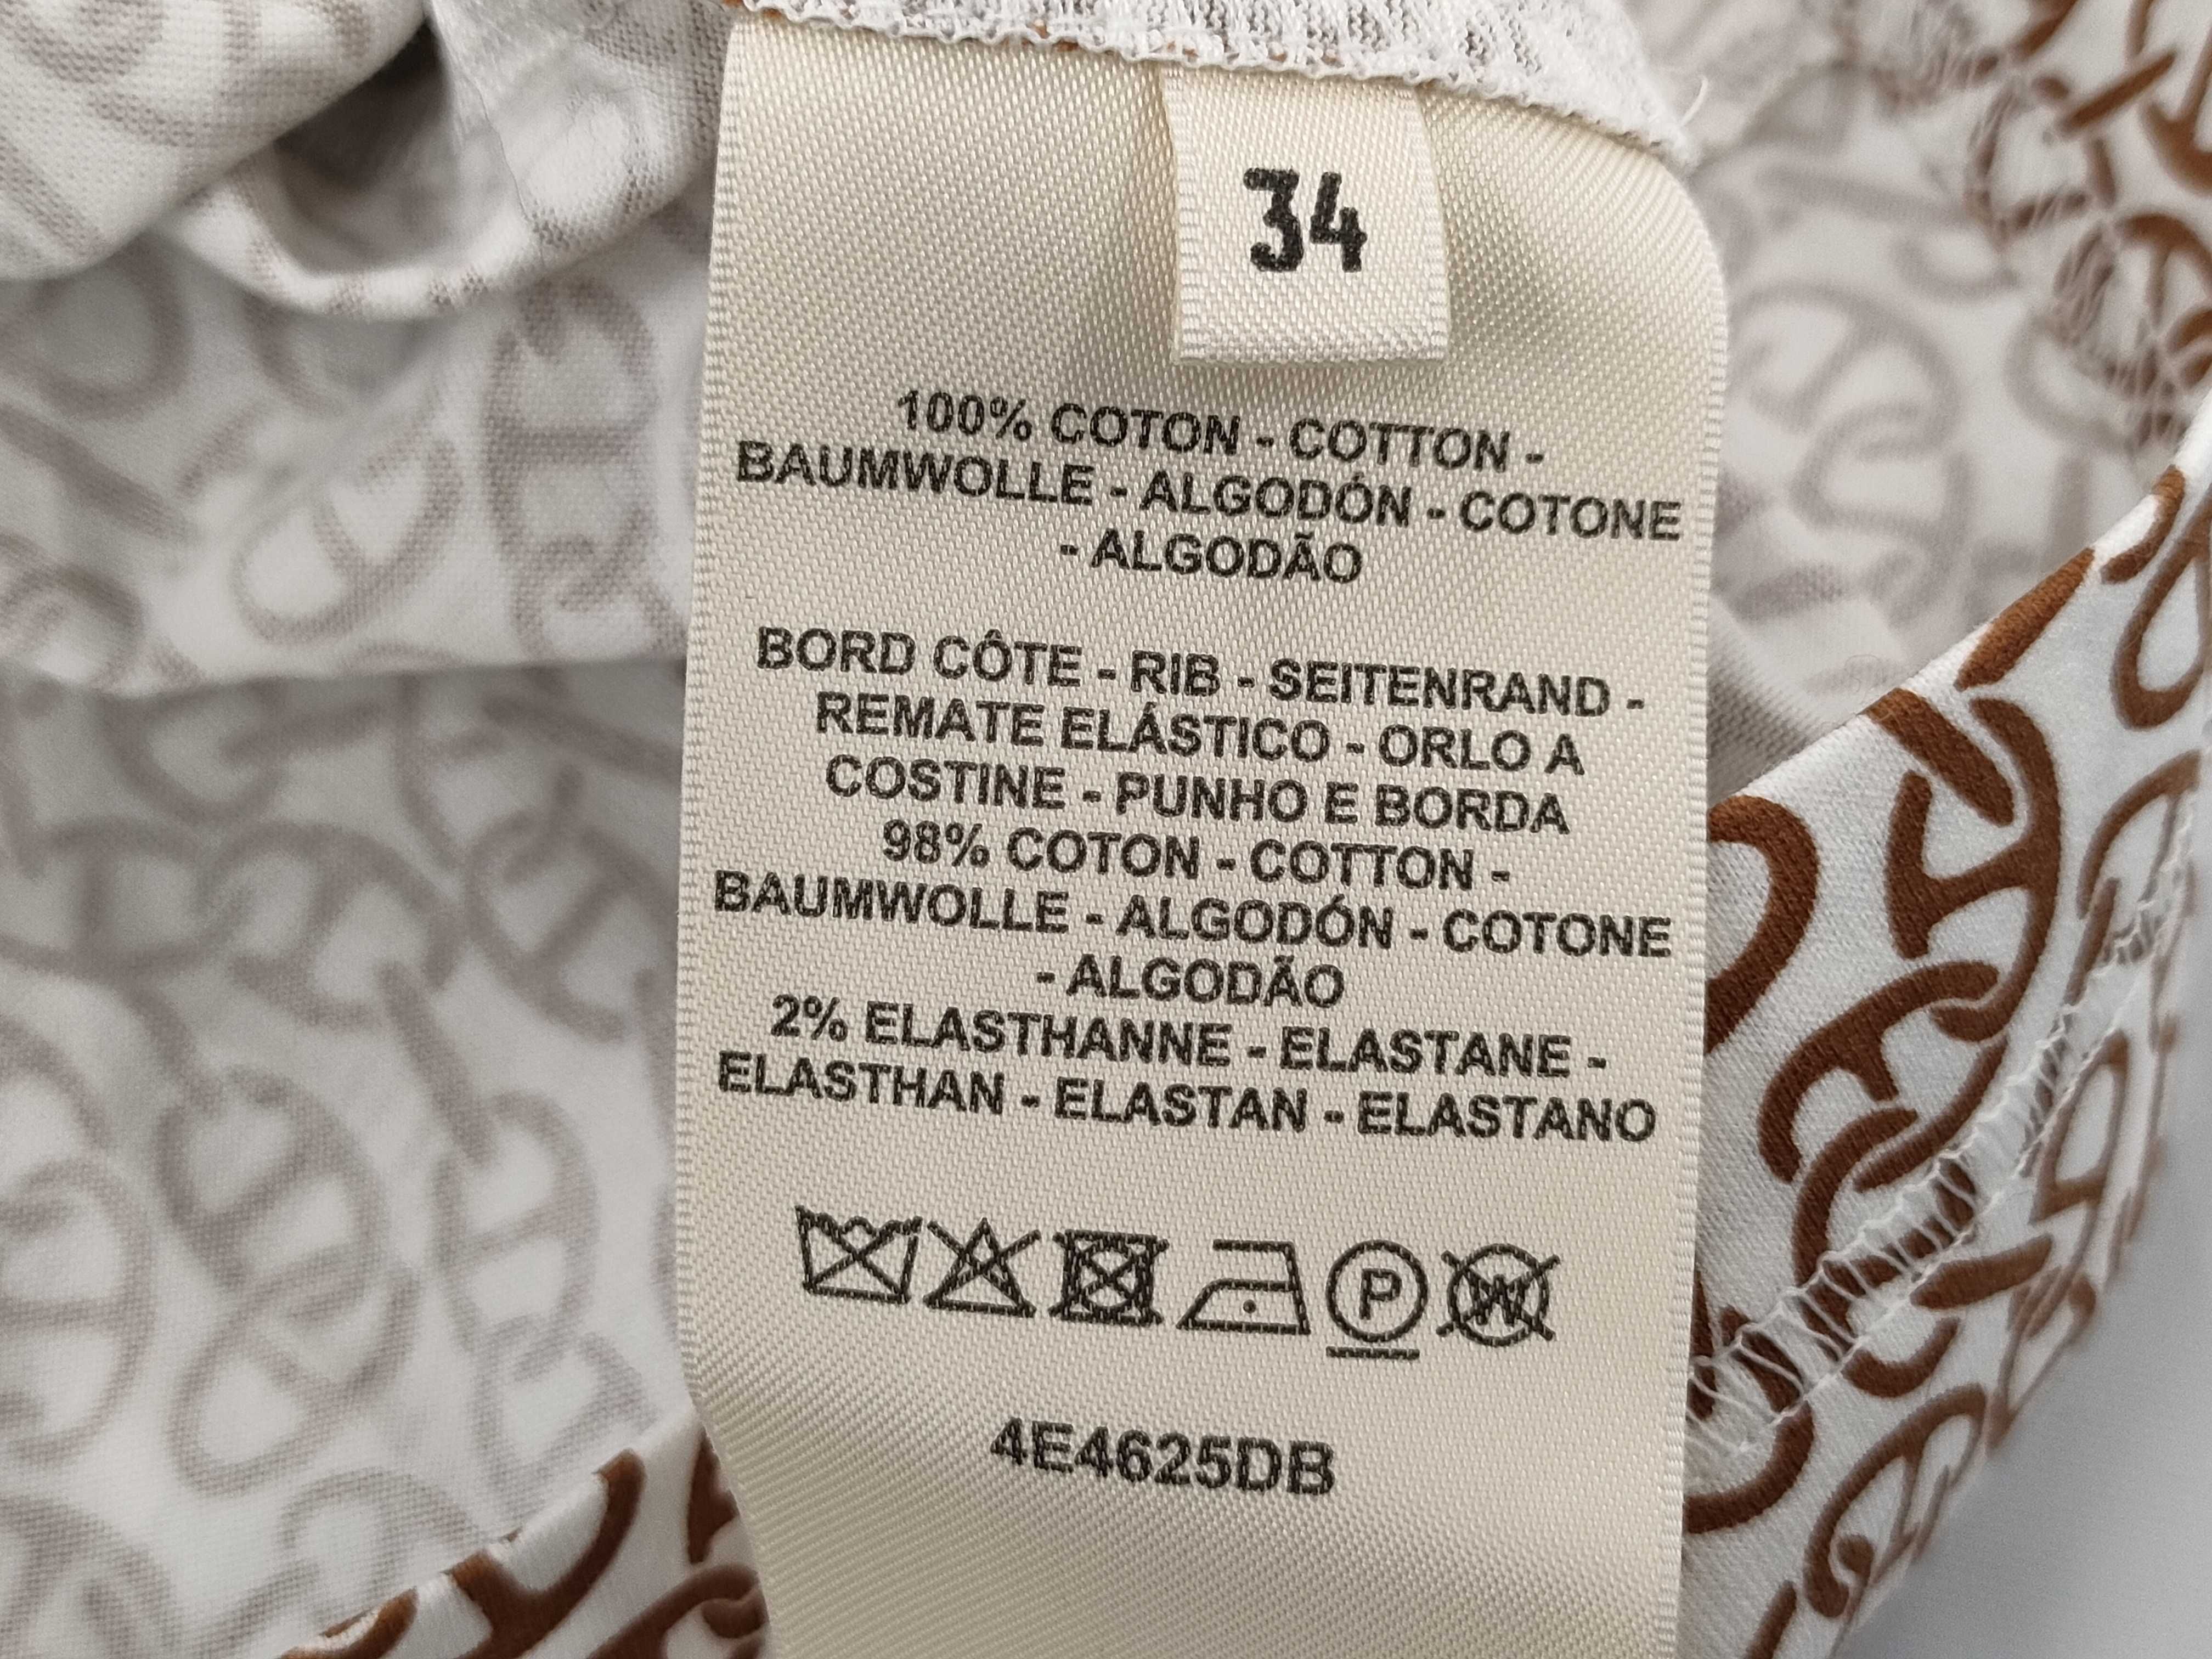 34
100% COTON - COTTON -
BAUMWOLLE - ALGODÓN - COTONE
- ALGODÃO
BORD CÔTE - RIB - SEITENRAND -
REMATE ELÁSTICO - ORLO A
COSTINE - PUNHO E BORDA
98% COTON - COTTON -
BAUMWOLLE - ALGODÓN - COTONE
- ALGODÃO
2% ELASTHANNE - ELASTANE -
ELASTHAN - ELASTAN - ELASTANO
P W
4E4625DB